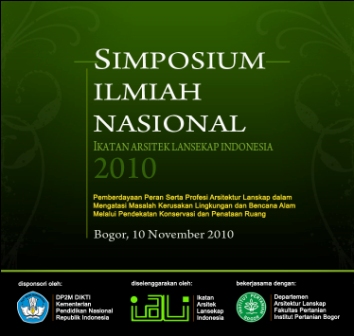 SIMPOSIUM
ILMIAH
NASIONAL
IKATAN ARSITEK LANSEKAP INDONESIA
2010
Pemberdayaan Peran Serta Profesi Arsitektur Lanskap dalam
Mengatasi Masalah Kerusakan Lingkungan dan Bencana Alam
Melalui Pendekatan Konservasi dan Penataan Ruang
Bogor, 10 November 2010
disponsori oleh:
DP2M DIKTI
Kementerian
Pendidikan Nasional
Republik Indonesia
diselenggarakan oleh:
iali
Ikatan
Arsitek
Lansekap
Indonesia
bekerjasama dengan:
Departemen
Arsitektur Lanskap
Fakultas Pertanian
Institut Pertanian Bogor